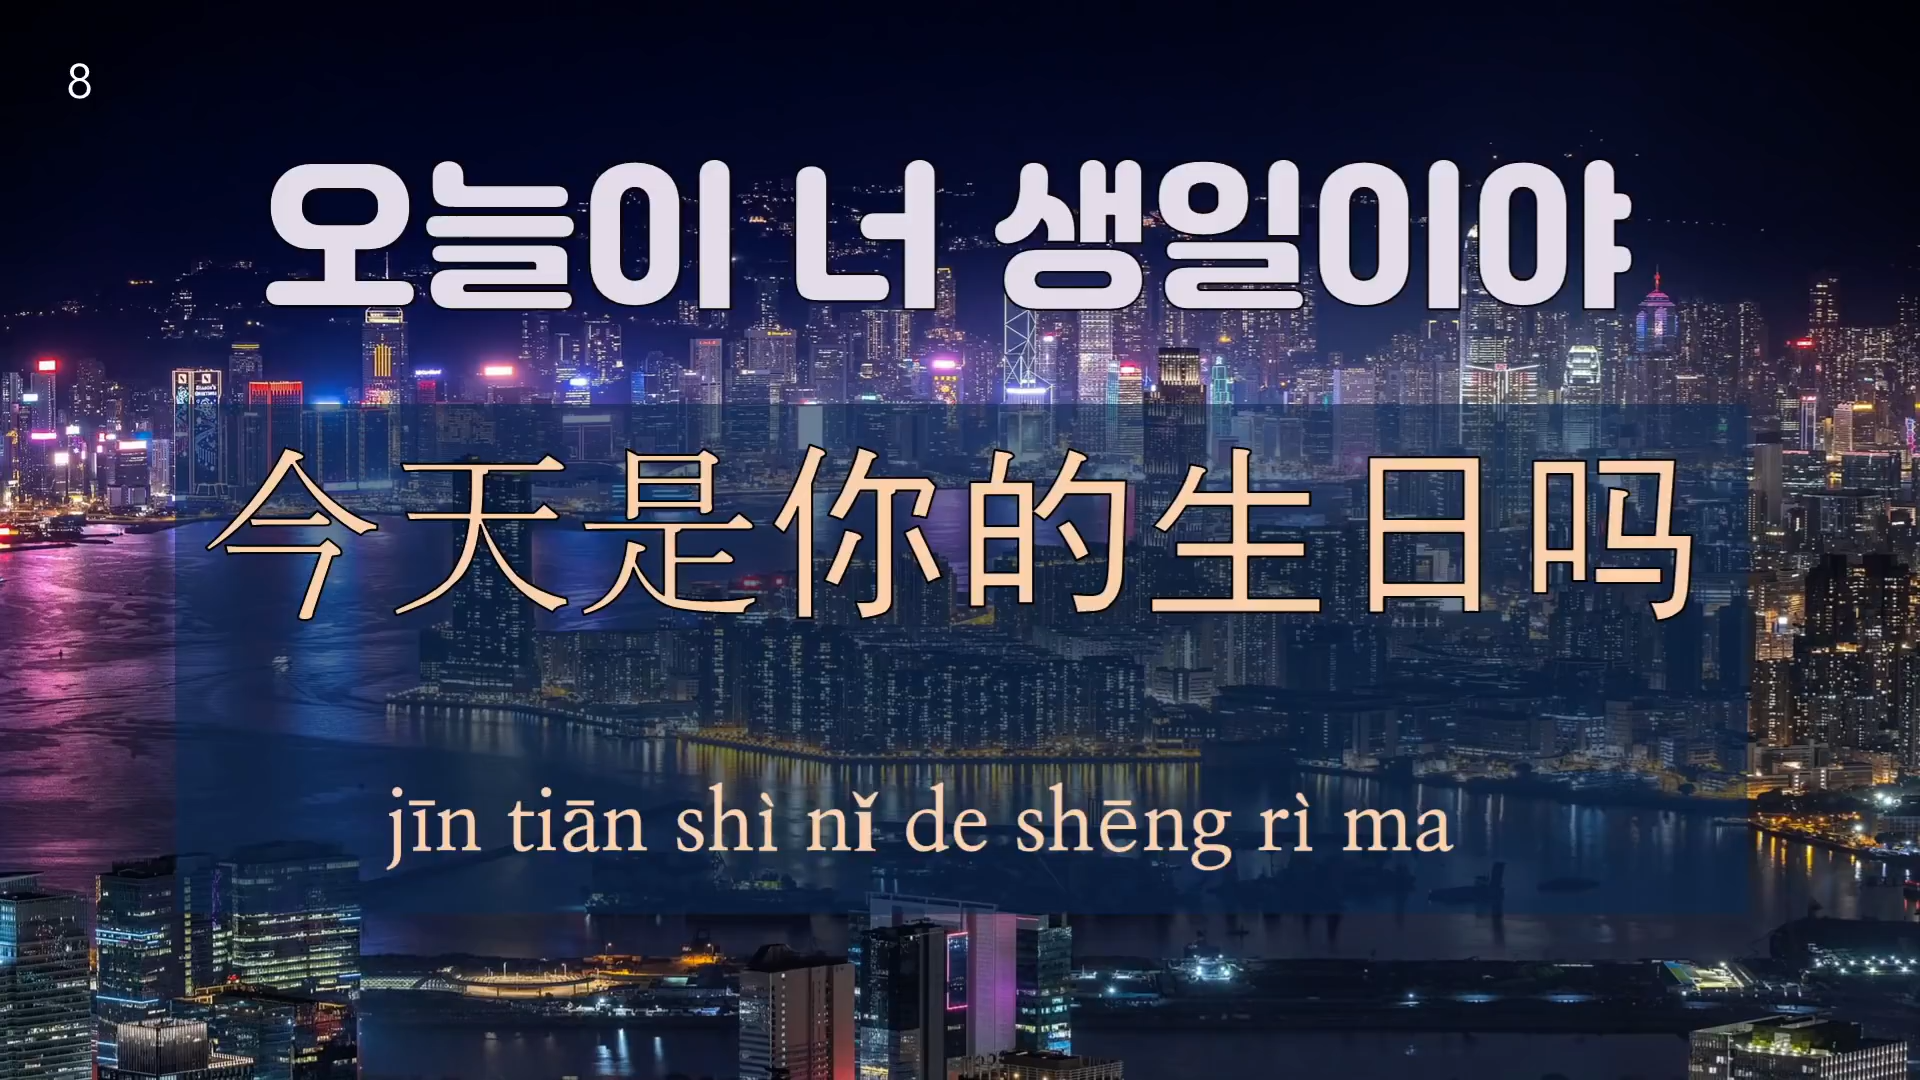 8
오늘이 너 생일이야
今天是你的生日吗
jīn tiān shì nǐ de shēng rì ma